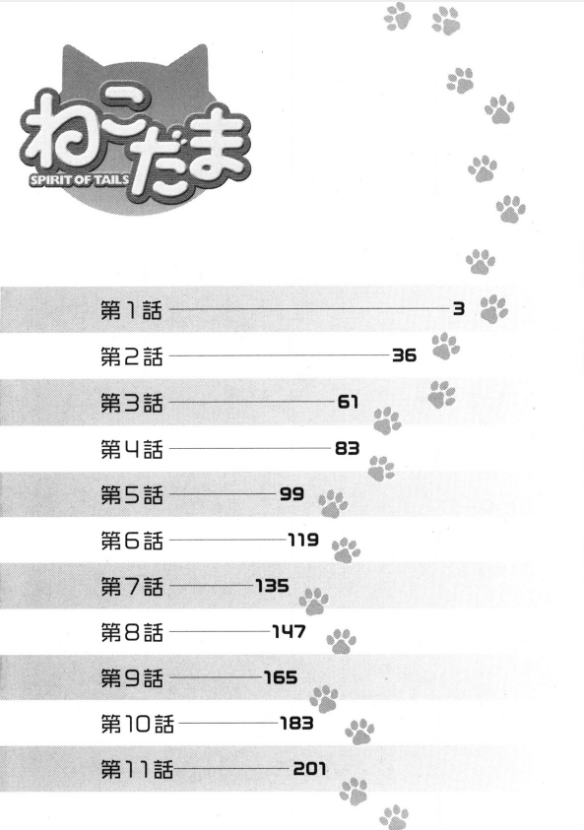 ねこだま
SPIRIT OF TAILS
第1話 3
第2話 36
第3話 61
第4話 83
第5話 99
第6話 119
第7話 135
第8話 147
第9話 165
第10話 183
第11話 201